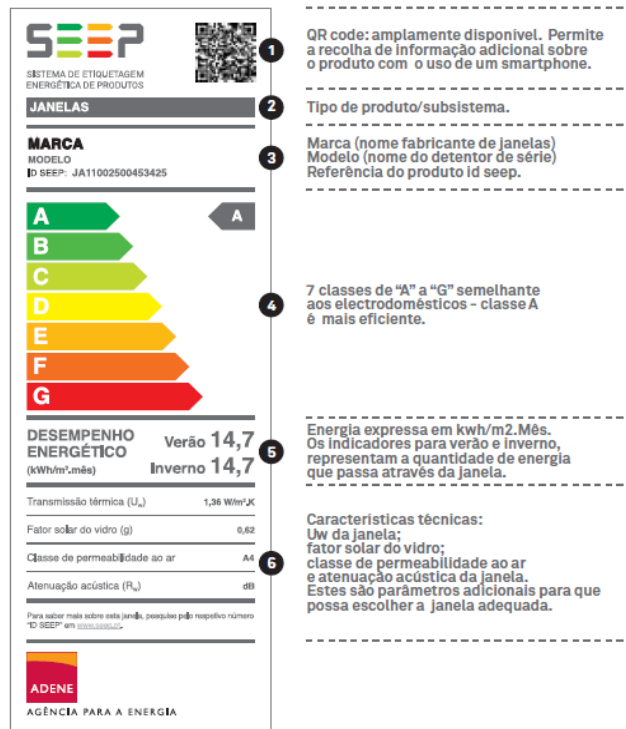 SEEP
SISTEMA DE ETIQUETAGEM
ENERGÉTICA DE PRODUTOS
1
QR code: amplamente disponível. Permite
a recolha de informação adicional sobre
o produto com o uso de um smartphone.
JANELAS
2
Tipo de produto/subsistema.
MARCA
MODELO
ID SEEP: JA11002500453425
3
Marca (nome fabricante de janelas)
Modelo (nome do detentor de série)
Referência do produto id seep.
A
A
B
C
D
E
F
G
4
7 classes de “A” a “G” semelhante
aos electrodomésticos - classe A
é mais eficiente.
DESEMPENHO
ENERGÉTICO
(kWh/m².mês)
Verão 14,7
Inverno 14,7
5
Energia expressa em kwh/m2.Mês.
Os indicadores para verão e inverno,
representam a quantidade de energia
que passa através da janela.
Transmissão térmica (Uw) 1,36 W/m².K
Fator solar do vidro (g) 0,62
Classe de permeabilidade ao ar A4
Atenuação acústica (Rw) dB
6
Características técnicas:
Uw da janela;
fator solar do vidro;
classe de permeabilidade ao ar
e atenuação acústica da janela.
Estes são parâmetros adicionais para que
possa escolher a janela adequada.
Para saber mais sobre esta janela, pesquise pelo respetivo número
"ID SEEP" em www.seep.pt.
ADENE
AGÊNCIA PARA A ENERGIA